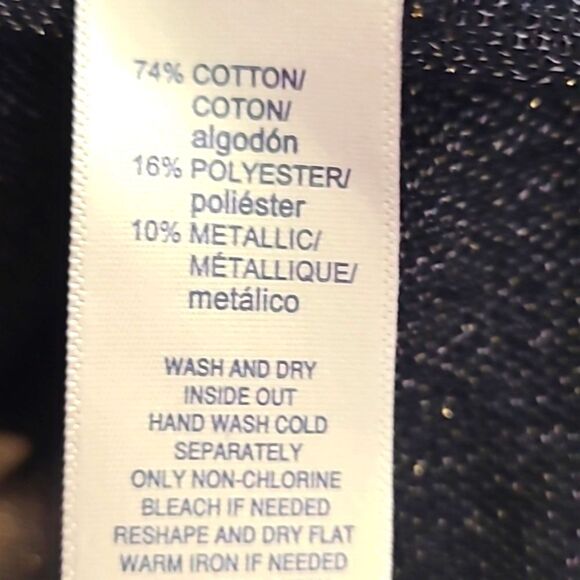 74% COTTON/
COTON/
algodón
16% POLYESTER/
poliéster
10% METALLIC/
MÉTALLIQUE/
metálico
WASH AND DRY
INSIDE OUT
HAND WASH COLD
SEPARATELY
ONLY NON-CHLORINE
BLEACH IF NEEDED
RESHAPE AND DRY FLAT
WARM IRON IF NEEDED